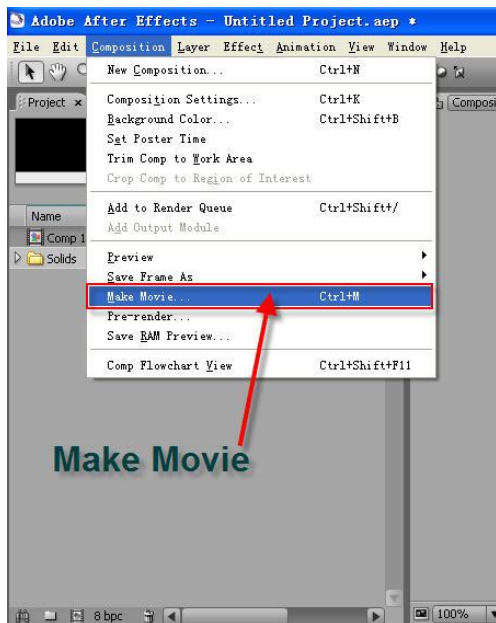 Adobe After Effects - Untitled Project.aep *
File Edit Composition Layer Effect Animation View Window Help
Project × Composi
New Composition... Ctrl+N
Composition Settings... Ctrl+K
Background Color... Ctrl+Shift+B
Set Poster Time
Trim Comp to Work Area
Crop Comp to Region of Interest
Add to Render Queue Ctrl+Shift+/
Add Output Module
Preview
Save Frame As
Make Movie... Ctrl+M
Pre-render...
Save RAM Preview...
Comp Flowchart View Ctrl+Shift+F11
Name
Comp 1
Solids
Make Movie
8 bpc 100%